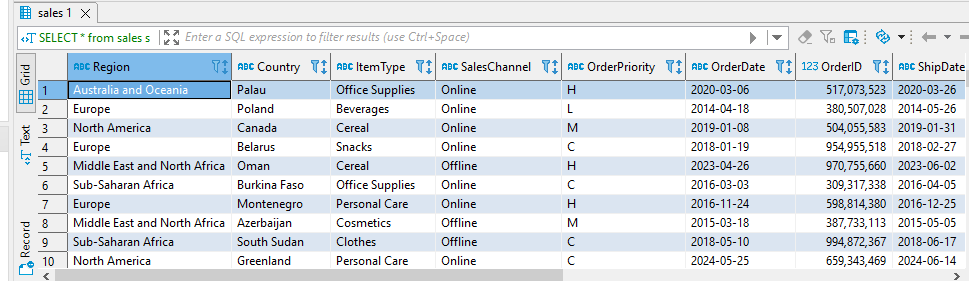 sales 1
SELECT * from sales s Enter a SQL expression to filter results (use Ctrl+Space)
Grid
Text
Record
ABC Region ABC Country ABC ItemType ABC SalesChannel ABC OrderPriority ABC OrderDate 123 OrderID ABC ShipDate
1 Australia and Oceania Palau Office Supplies Online H 2020-03-06 517,073,523 2020-03-26
2 Europe Poland Beverages Online L 2014-04-18 380,507,028 2014-05-26
3 North America Canada Cereal Online M 2019-01-08 504,055,583 2019-01-31
4 Europe Belarus Snacks Online C 2018-01-19 954,955,518 2018-02-27
5 Middle East and North Africa Oman Cereal Offline H 2023-04-26 970,755,660 2023-06-02
6 Sub-Saharan Africa Burkina Faso Office Supplies Online C 2016-03-03 309,317,338 2016-04-05
7 Europe Montenegro Personal Care Online H 2016-11-24 598,814,380 2016-12-25
8 Middle East and North Africa Azerbaijan Cosmetics Offline M 2015-03-18 387,733,113 2015-05-05
9 Sub-Saharan Africa South Sudan Clothes Offline C 2018-05-10 994,872,367 2018-06-17
10 North America Greenland Personal Care Online C 2024-05-25 659,343,469 2024-06-14